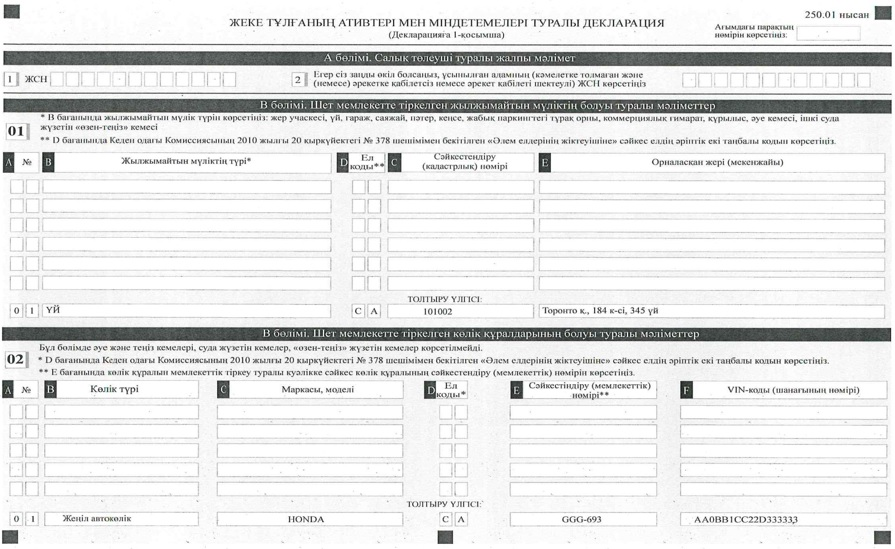 250.01 нысан
ЖЕКЕ ТҰЛҒАНЫҢ АКТИВТЕРІ МЕН МІНДЕТЕМЕЛЕРІ ТУРАЛЫ ДЕКЛАРАЦИЯ
(Декларацияға 1-қосымша)
Ағымдағы парақтың
нөмірін көрсетіңіз:
А бөлімі. Салық төлеуші туралы жалпы мәлімет
1 ЖСН
2 Егер сіз заңды өкіл болсаңыз, ұсынылған адамның (кәмелетке толмаған және
(немесе) әрекетке қабілетсіз немесе әрекет қабілеті шектеулі) ЖСН көрсетіңіз
В бөлімі. Шет мемлекетте тіркелген жылжымайтын мүліктің болуы туралы мәліметтер
01
* В бағанында жылжымайтын мүлік түрін көрсетіңіз: жер учаскесі, үй, гараж, саяжай, пәтер, кеңсе, жабық паркингтегі тұрақ орны, коммерциялық ғимарат, құрылыс, әуе кемесі, ішкі суда
жүзетін «өзен-теңіз» кемесі
** D бағанында Кеден одағы Комиссиясының 2010 жылғы 20 қыркүйектегі № 378 шешімімен бекітілген «Әлем елдерінің жіктеуішіне» сәйкес елдің әріптік екі таңбалы кодын көрсетіңіз.
A № B Жылжымайтын мүліктің түрі* D Ел коды** C Сәйкестендіру (кадастрлық) нөмірі E Орналасқан жері (мекенжайы)
ТОЛТЫРУ ҮЛГІСІ:
0 1 ҮЙ C A 101002 Торонто қ., 184 к-сі, 345 үй
В бөлімі. Шет мемлекетте тіркелген көлік құралдарының болуы туралы мәліметтер
02
Бұл бөлімде әуе және теңіз кемелері, суда жүзетін кемелер, «өзен-теңіз» жүзетін кемелер көрсетілмейді.
* D бағанында Кеден одағы Комиссиясының 2010 жылғы 20 қыркүйектегі № 378 шешімімен бекітілген «Әлем елдерінің жіктеуішіне» сәйкес елдің әріптік екі таңбалы кодын көрсетіңіз.
** Е бағанында көлік құралын мемлекеттік тіркеу туралы куәлікке сәйкес көлік құралының сәйкестендіру (мемлекеттік) нөмірін көрсетіңіз.
A № B Көлік түрі C Маркасы, моделі D Ел коды* E Сәйкестіндіру (мемлекеттік) нөмірі** F VIN-коды (шанағының нөмірі)
ТОЛТЫРУ ҮЛГІСІ:
0 1 Жеңіл автокөлік HONDA C A GGG-693 AA0BB1CC22D333333